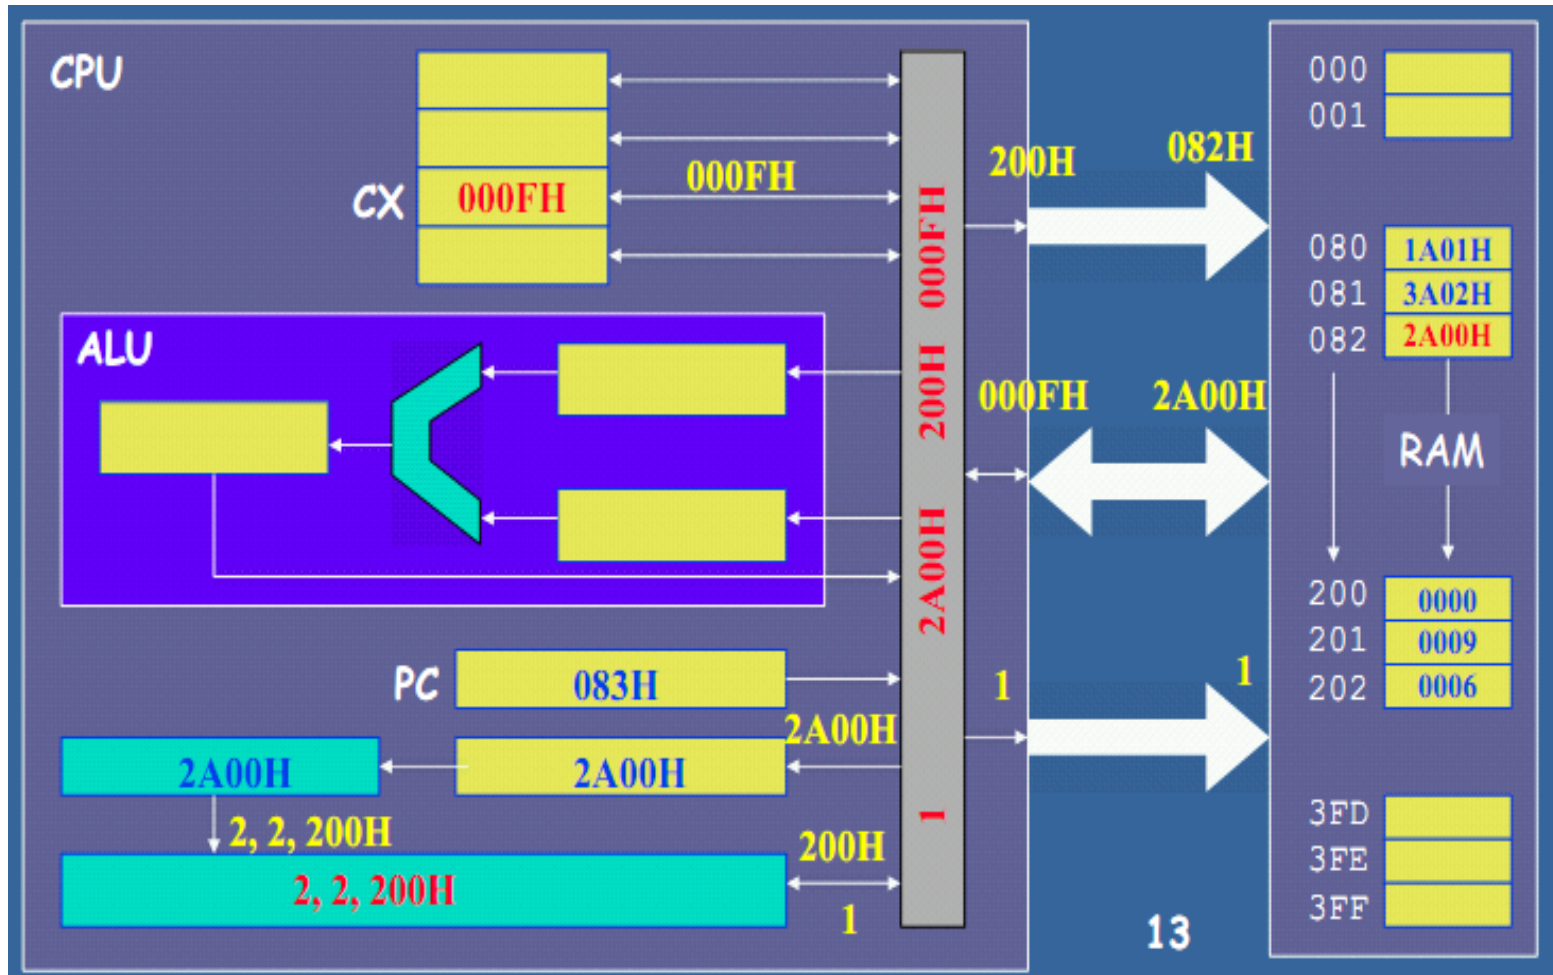 CPU
CX
000FH
000FH
ALU
PC
083H
2A00H
2A00H
2A00H
2, 2, 200H
2, 2, 200H
200H
1
000FH
200H
2A00H
1
200H
082H
000FH
2A00H
1
1
13
000
001
080 1A01H
081 3A02H
082 2A00H
RAM
200 0000
201 0009
202 0006
3FD
3FE
3FF